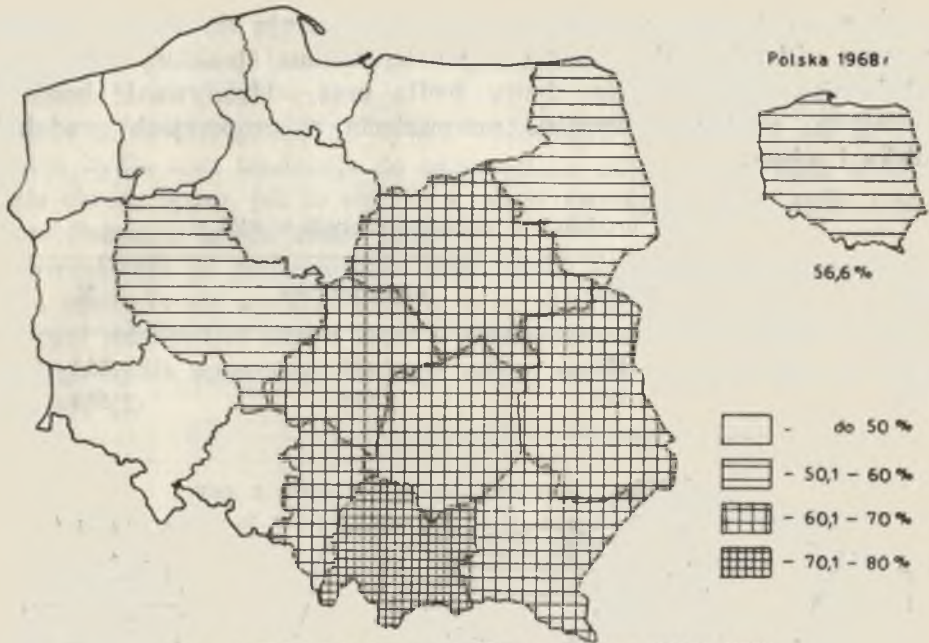 Polska 1968 r
56,6 %
- do 50 %
- 50,1 – 60 %
- 60,1 – 70 %
- 70,1 – 80 %